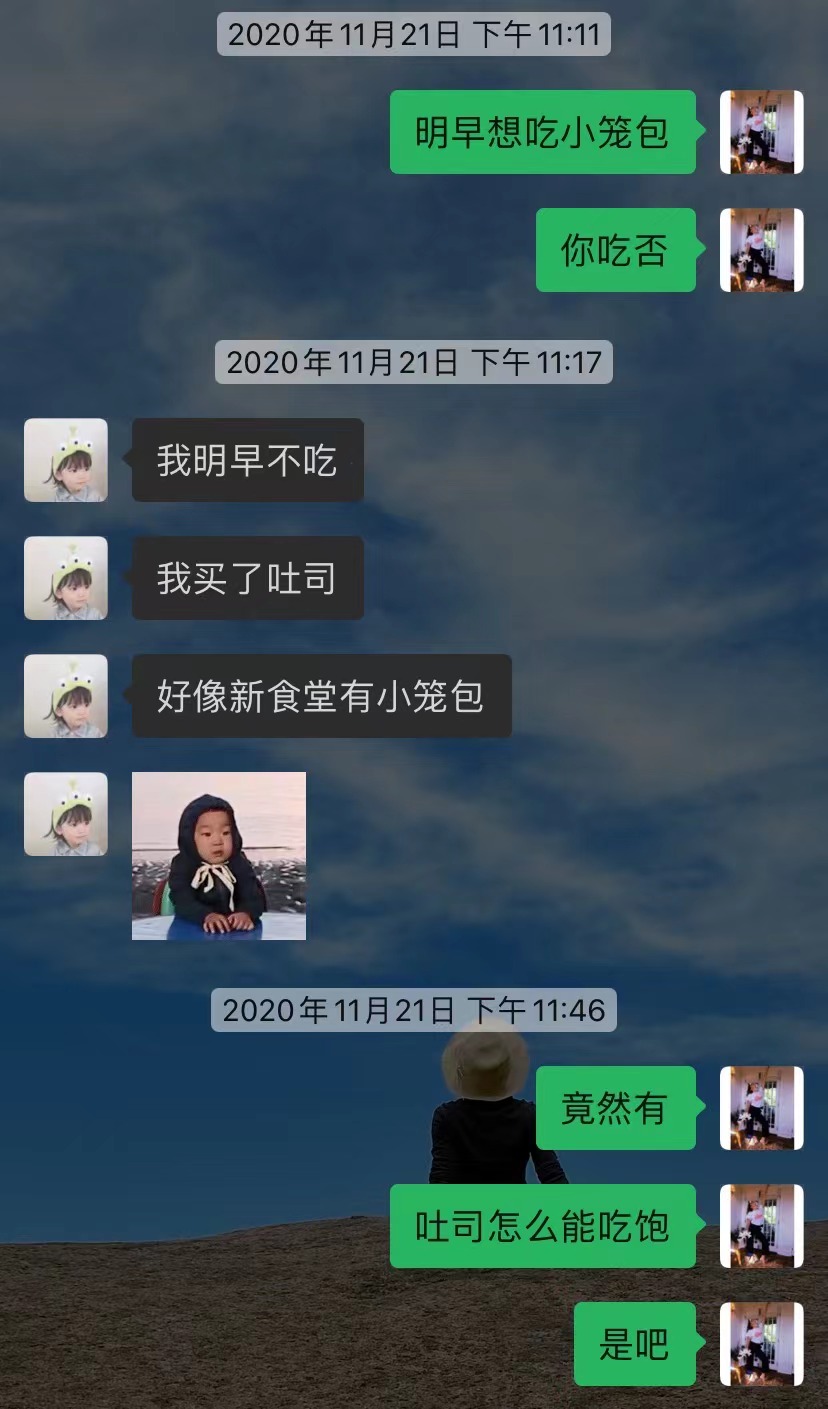 2020年11月21日 下午11:11
明早想吃小笼包
你吃否
2020年11月21日 下午11:17
我明早不吃
我买了吐司
好像新食堂有小笼包
2020年11月21日 下午11:46
竟然有
吐司怎么能吃饱
是吧